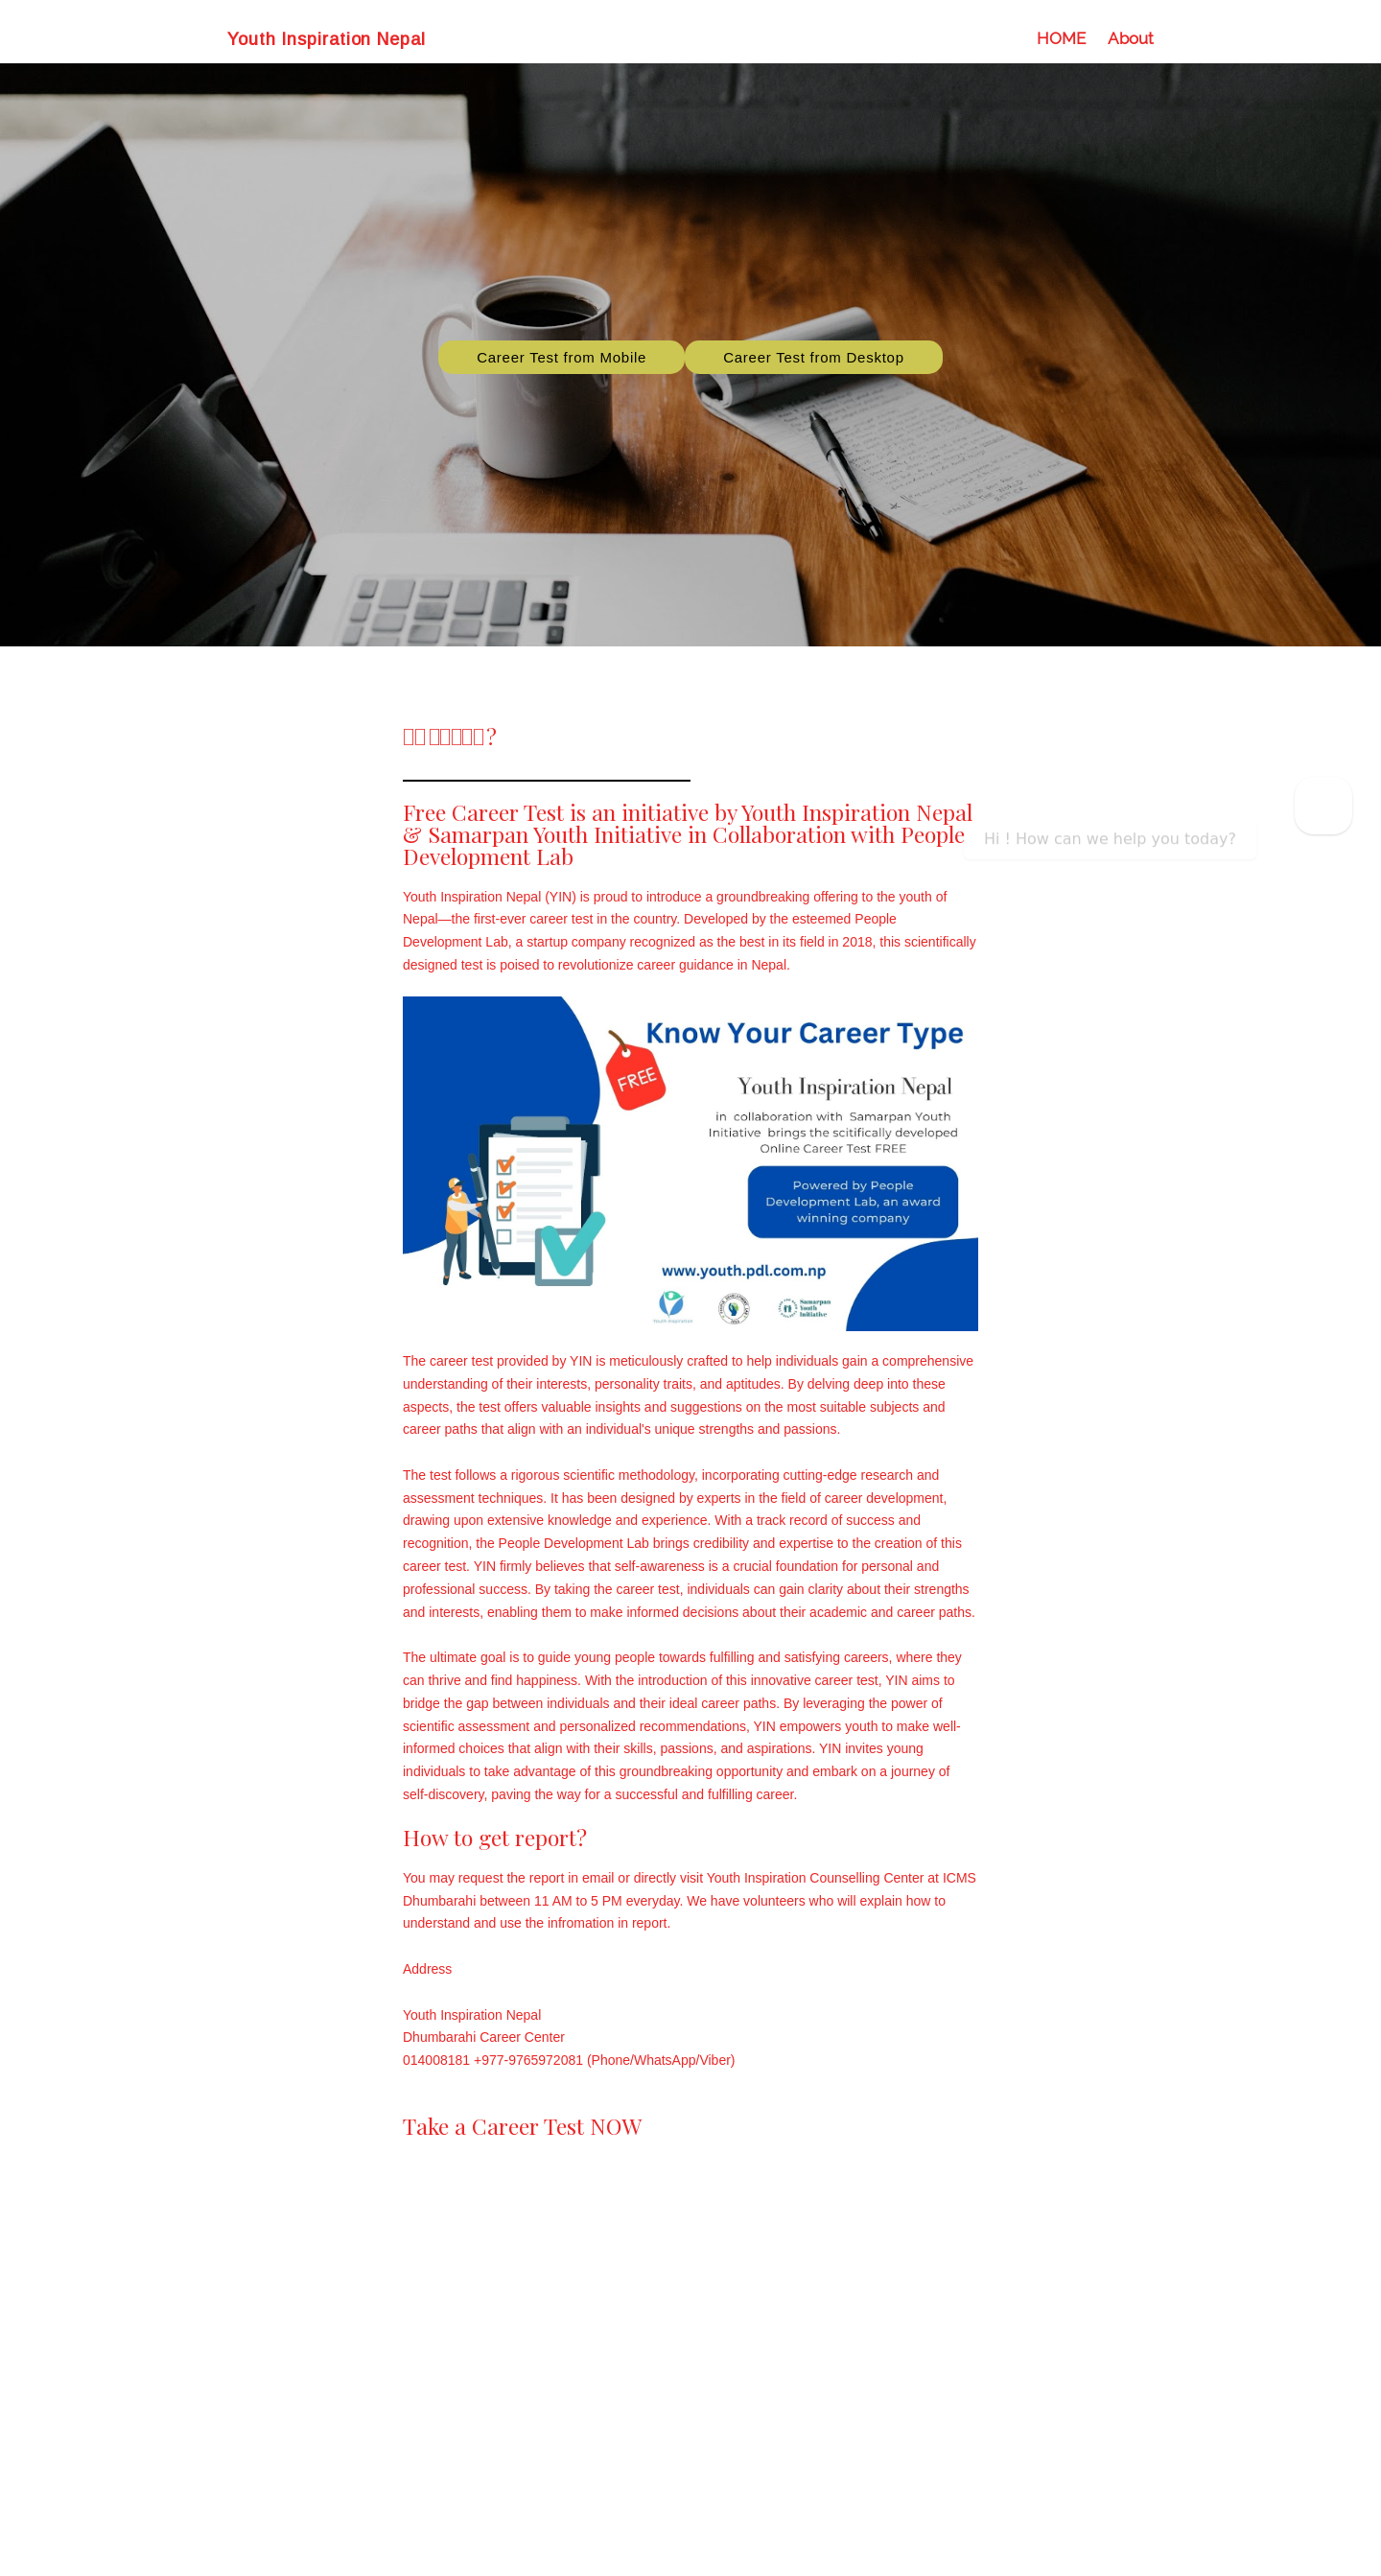 Youth Inspiration Nepal
HOME About
Career Test from Mobile
Career Test from Desktop
Free Career Test is an initiative by Youth Inspiration Nepal
& Samarpan Youth Initiative in Collaboration with People
Development Lab
Hi ! How can we help you today?
Youth Inspiration Nepal (YIN) is proud to introduce a groundbreaking offering to the youth of
Nepal—the first-ever career test in the country. Developed by the esteemed People
Development Lab, a startup company recognized as the best in its field in 2018, this scientifically
designed test is poised to revolutionize career guidance in Nepal.
Know Your Career Type
FREE
Youth Inspiration Nepal
in collaboration with Samarpan Youth
Initiative brings the scitifically developed
Online Career Test FREE
Powered by People
Development Lab, an award
winning company
www.youth.pdl.com.np
Youth Inspiration
Samarpan
Youth
Initiative
The career test provided by YIN is meticulously crafted to help individuals gain a comprehensive
understanding of their interests, personality traits, and aptitudes. By delving deep into these
aspects, the test offers valuable insights and suggestions on the most suitable subjects and
career paths that align with an individual's unique strengths and passions.
The test follows a rigorous scientific methodology, incorporating cutting-edge research and
assessment techniques. It has been designed by experts in the field of career development,
drawing upon extensive knowledge and experience. With a track record of success and
recognition, the People Development Lab brings credibility and expertise to the creation of this
career test. YIN firmly believes that self-awareness is a crucial foundation for personal and
professional success. By taking the career test, individuals can gain clarity about their strengths
and interests, enabling them to make informed decisions about their academic and career paths.
The ultimate goal is to guide young people towards fulfilling and satisfying careers, where they
can thrive and find happiness. With the introduction of this innovative career test, YIN aims to
bridge the gap between individuals and their ideal career paths. By leveraging the power of
scientific assessment and personalized recommendations, YIN empowers youth to make well-
informed choices that align with their skills, passions, and aspirations. YIN invites young
individuals to take advantage of this groundbreaking opportunity and embark on a journey of
self-discovery, paving the way for a successful and fulfilling career.
How to get report?
You may request the report in email or directly visit Youth Inspiration Counselling Center at ICMS
Dhumbarahi between 11 AM to 5 PM everyday. We have volunteers who will explain how to
understand and use the infromation in report.
Address
Youth Inspiration Nepal
Dhumbarahi Career Center
014008181 +977-9765972081 (Phone/WhatsApp/Viber)
Take a Career Test NOW